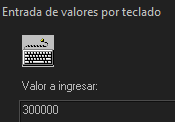 Entrada de valores por teclado
Valor a ingresar:
300000